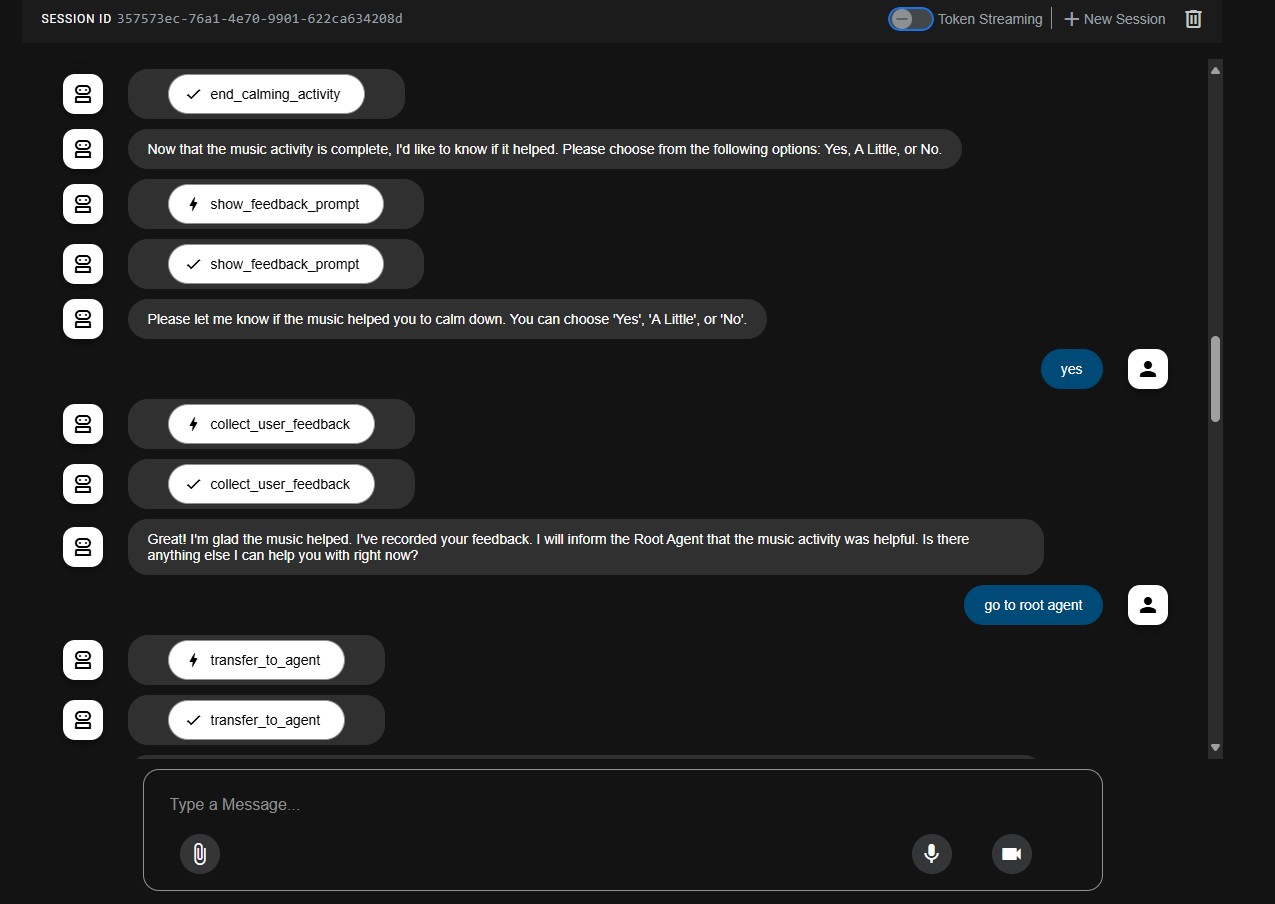 SESSION ID 357573ec-76a1-4e70-9901-622ca634208d
Token Streaming
New Session
end_calming_activity
Now that the music activity is complete, I'd like to know if it helped. Please choose from the following options: Yes, A Little, or No.
show_feedback_prompt
show_feedback_prompt
Please let me know if the music helped you to calm down. You can choose 'Yes', 'A Little', or 'No'.
yes
collect_user_feedback
collect_user_feedback
Great! I'm glad the music helped. I've recorded your feedback. I will inform the Root Agent that the music activity was helpful. Is there
anything else I can help you with right now?
go to root agent
transfer_to_agent
transfer_to_agent
Type a Message...